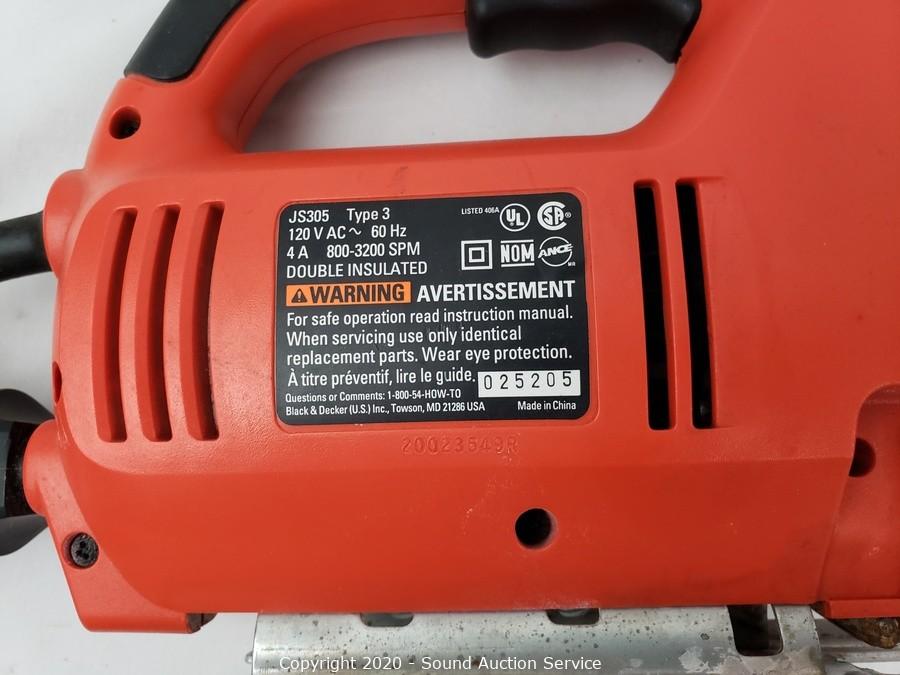 JS305 Type 3
LISTED 406A UL SA®
120 V AC ~ 60 Hz
4 A 800-3200 SPM
NOM ANCE
MR
DOUBLE INSULATED
⚠WARNING AVERTISSEMENT
For safe operation read instruction manual.
When servicing use only identical
replacement parts. Wear eye protection.
À titre préventif, lire le guide. 025205
Questions or Comments: 1-800-54-HOW-TO
Black & Decker (U.S.) Inc., Towson, MD 21286 USA Made in China
20023549R
Copyright 2020 - Sound Auction Service